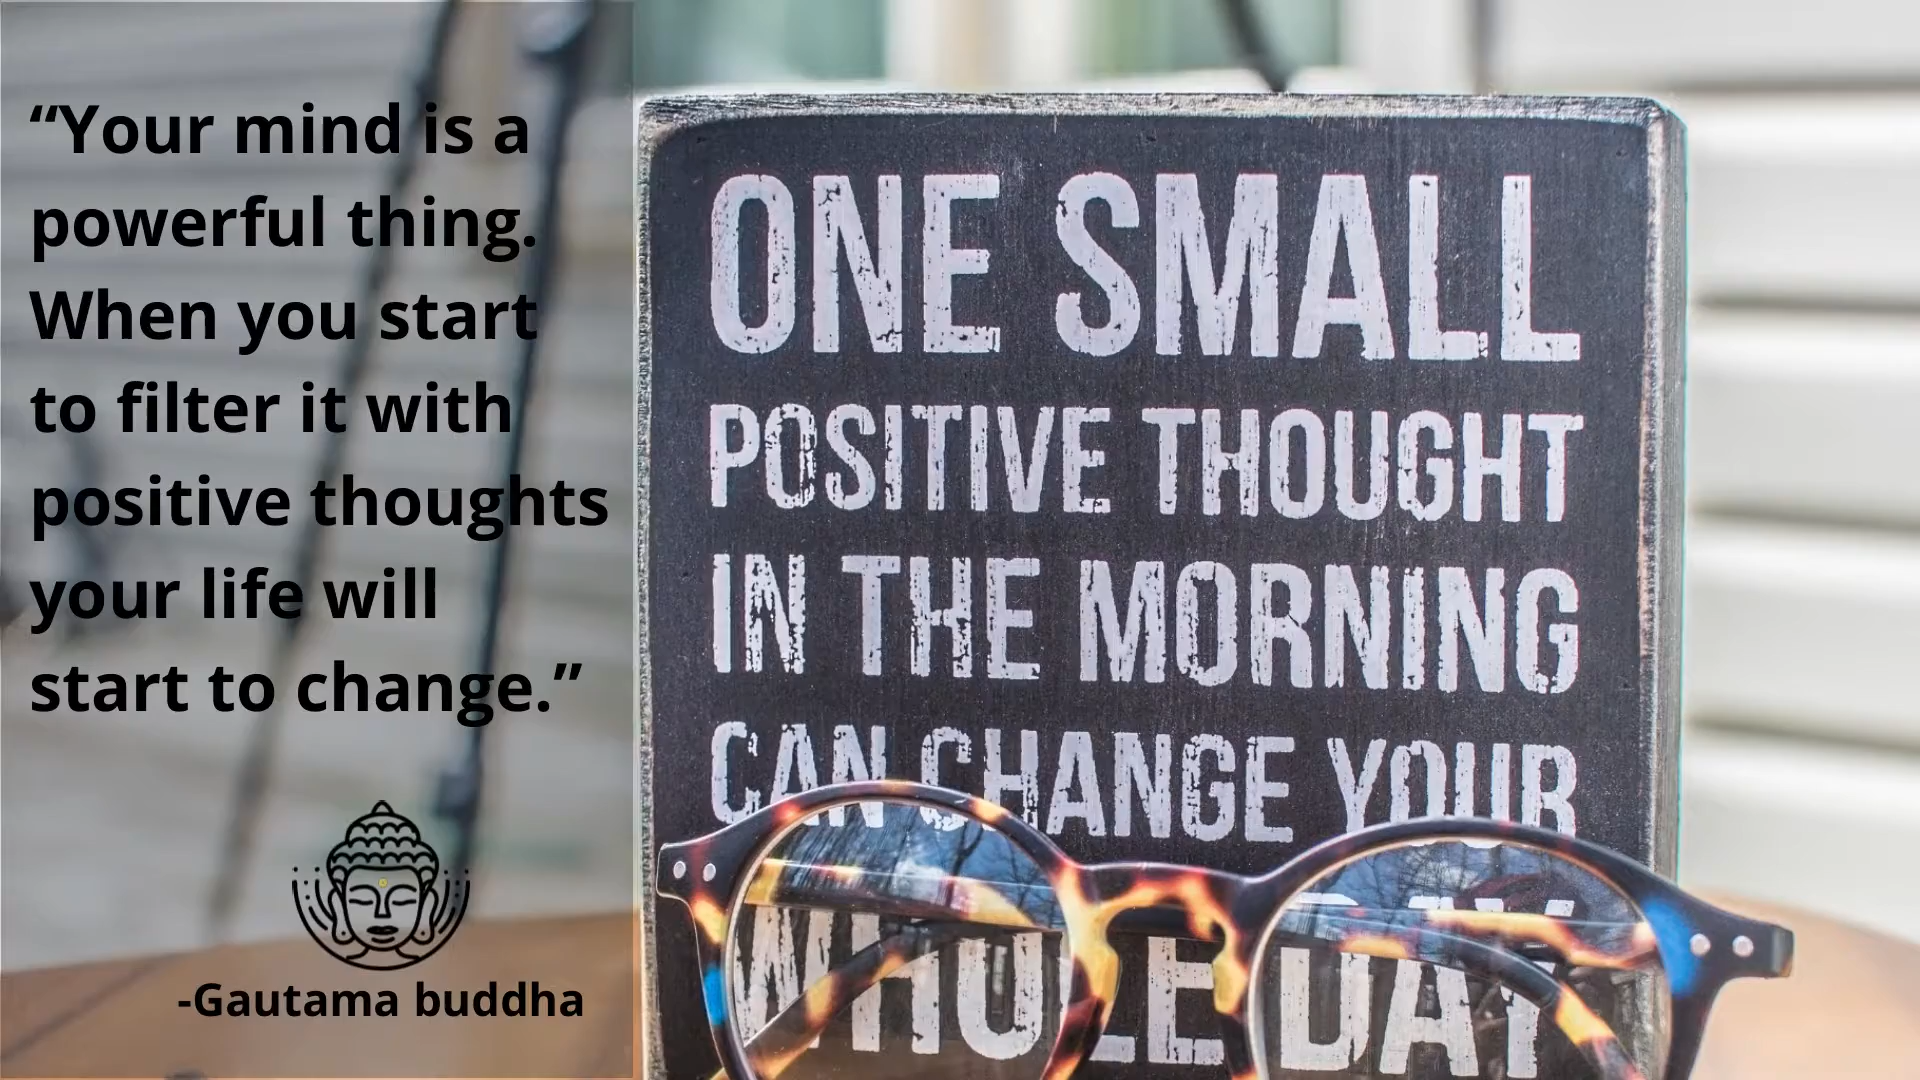 “Your mind is a
powerful thing.
When you start
to filter it with
positive thoughts
your life will
start to change.”
-Gautama buddha
ONE SMALL
POSITIVE THOUGHT
IN THE MORNING
CAN CHANGE YOUR
WHOLE DAY